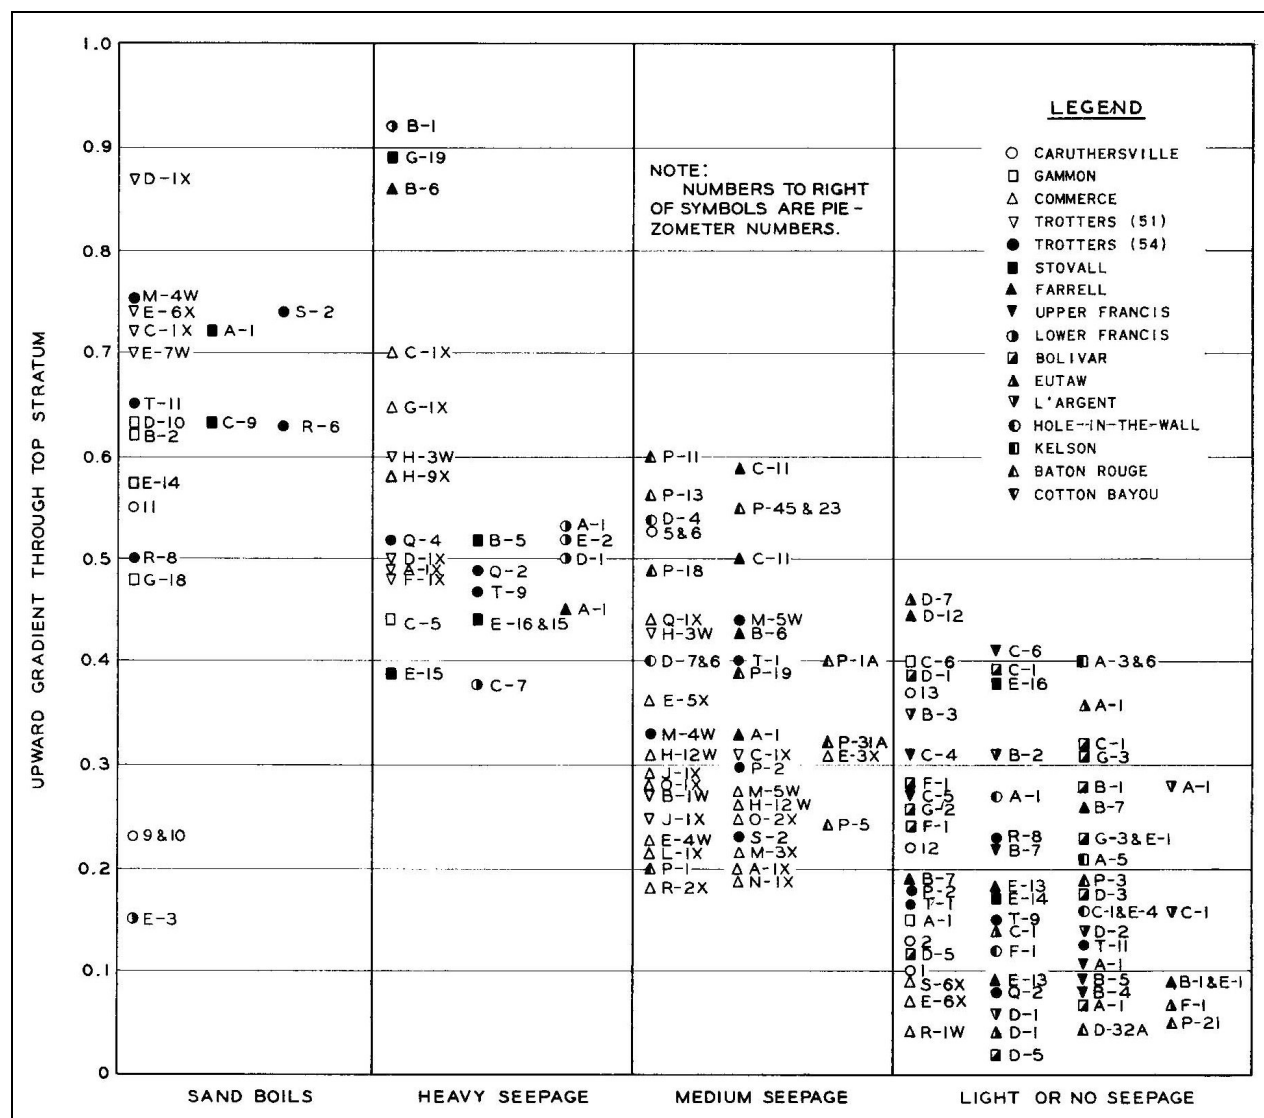 1.0
0.9
0.8
0.7
0.6
0.5
0.4
0.3
0.2
0.1
0
UPWARD GRADIENT THROUGH TOP STRATUM
D-1X
M-4W
E-6X
S-2
C-1X
A-1
E-7W
T-11
D-10
C-9
R-6
B-2
E-14
11
R-8
G-18
9&10
E-3
SAND BOILS
B-1
G-19
B-6
C-1X
G-1X
H-3W
H-9X
A-1
Q-4
B-5
E-2
D-1X
D-1
A-1X
Q-2
F-1X
T-9
A-1
C-5
E-16&15
E-15
C-7
HEAVY SEEPAGE
NOTE:
NUMBERS TO RIGHT
OF SYMBOLS ARE PIE-
ZOMETER NUMBERS.
P-11
C-11
P-13
P-45 & 23
D-4
5&6
C-11
P-18
Q-1X
M-5W
H-3W
B-6
D-7&6
T-1
P-1A
P-19
E-5X
M-4W
A-1
P-31A
H-12W
C-1X
E-3X
J-1X
P-2
O-1X
B-1W
M-5W
H-12W
J-1X
O-2X
P-5
E-4W
S-2
L-1X
M-3X
P-1
A-1X
R-2X
N-1X
MEDIUM SEEPAGE
LEGEND
CARUTHERSVILLE
GAMMON
COMMERCE
TROTTERS (51)
TROTTERS (54)
STOVALL
FARRELL
UPPER FRANCIS
LOWER FRANCIS
BOLIVAR
EUTAW
L'ARGENT
HOLE-IN-THE-WALL
KELSON
BATON ROUGE
COTTON BAYOU
D-7
D-12
C-6
C-6
A-3&6
D-1
C-1
E-16
13
A-1
B-3
C-4
B-2
C-1
G-3
F-1
B-1
A-1
C-5
A-1
G-2
B-7
F-1
R-8
G-3&E-1
12
B-7
A-5
B-7
E-13
P-3
P-2
E-14
D-3
T-1
C-1&E-4
C-1
A-1
T-9
C-1
D-2
2
T-11
D-5
F-1
A-1
1
S-6X
E-13
B-5
B-1&E-1
Q-2
B-4
E-6X
A-1
F-1
D-1
R-1W
D-1
D-32A
P-21
D-5
LIGHT OR NO SEEPAGE